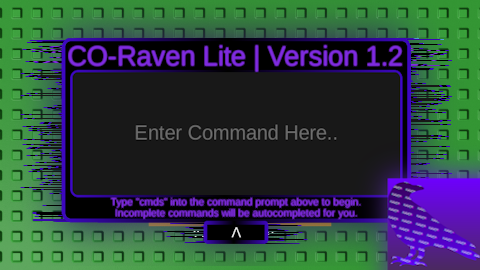 CO-Raven Lite | Version 1.2
Enter Command Here..
Type "cmds" into the command prompt above to begin.
Incomplete commands will be autocompleted for you.
Λ